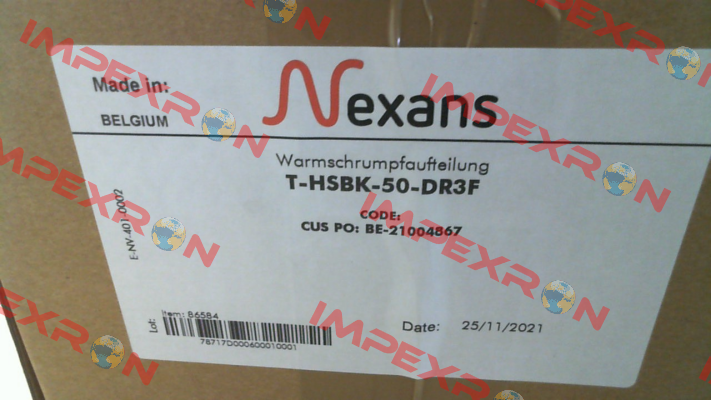 Made in:
BELGIUM
Nexans
Warmschrumpfaufteilung
T-HSBK-50-DR3F
CODE:
CUS PO: BE-21004867
E-NV-401-0002
Lot:
Item: 86584
78717D000600010001
Date: 25/11/2021
IMPEXRON
IMPEXRON
IMPEXRON
IMPEXRON
IMPEXRON
IMPEXRON